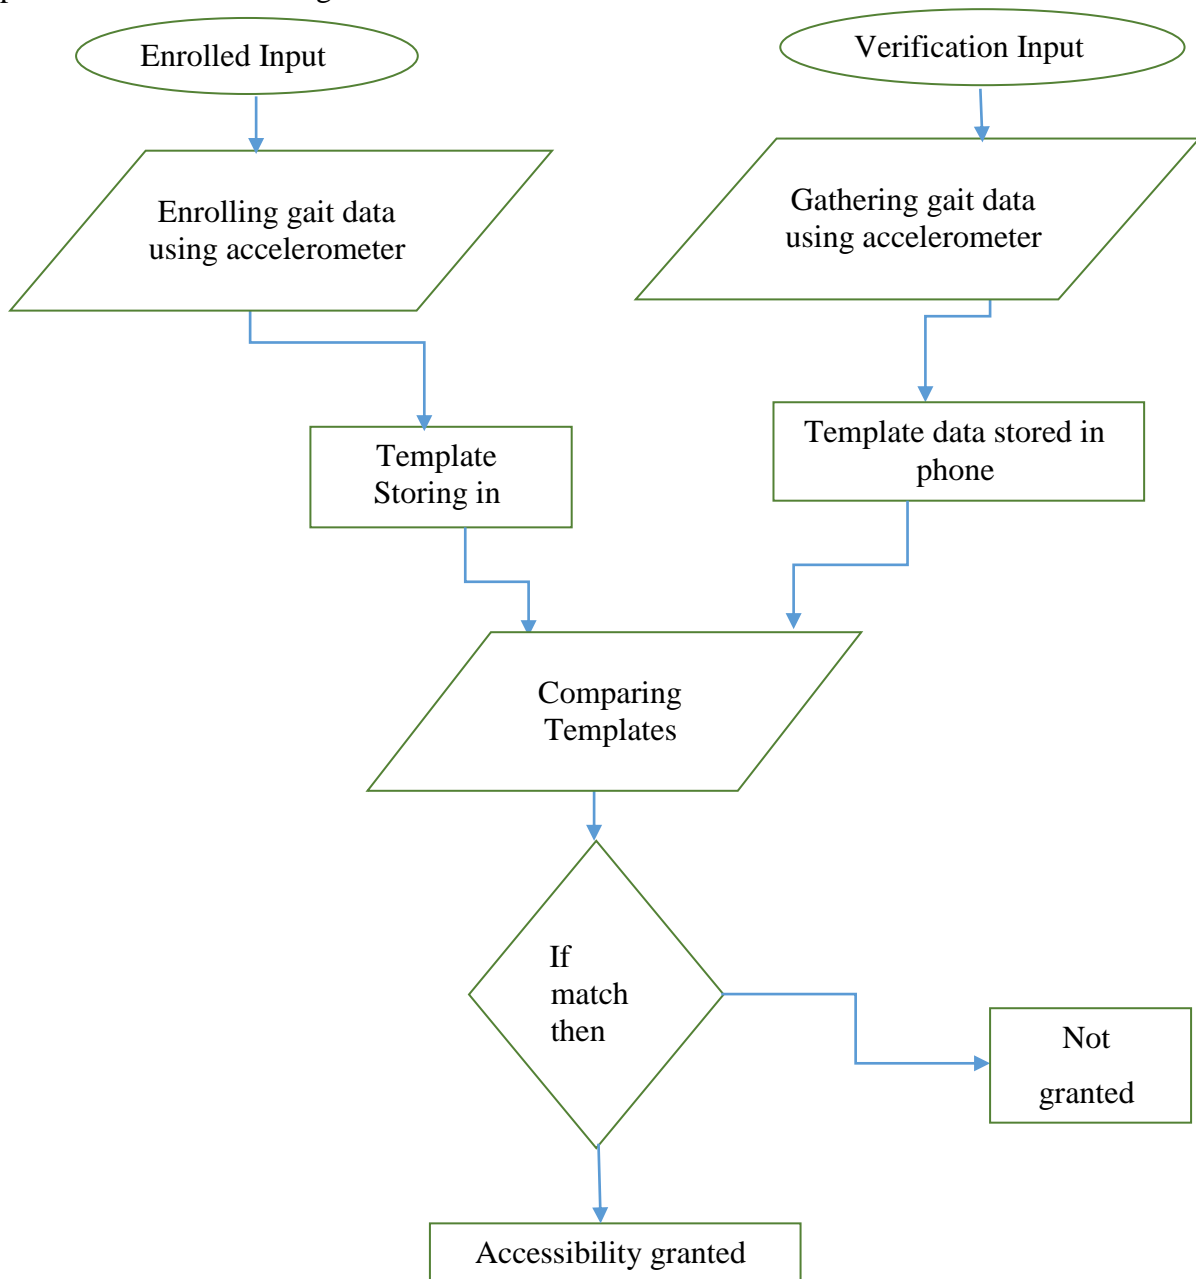 Enrolled Input
Verification Input
Enrolling gait data
using accelerometer
Gathering gait data
using accelerometer
Template
Storing in
Template data stored in
phone
Comparing
Templates
If
match
then
Not
granted
Accessibility granted